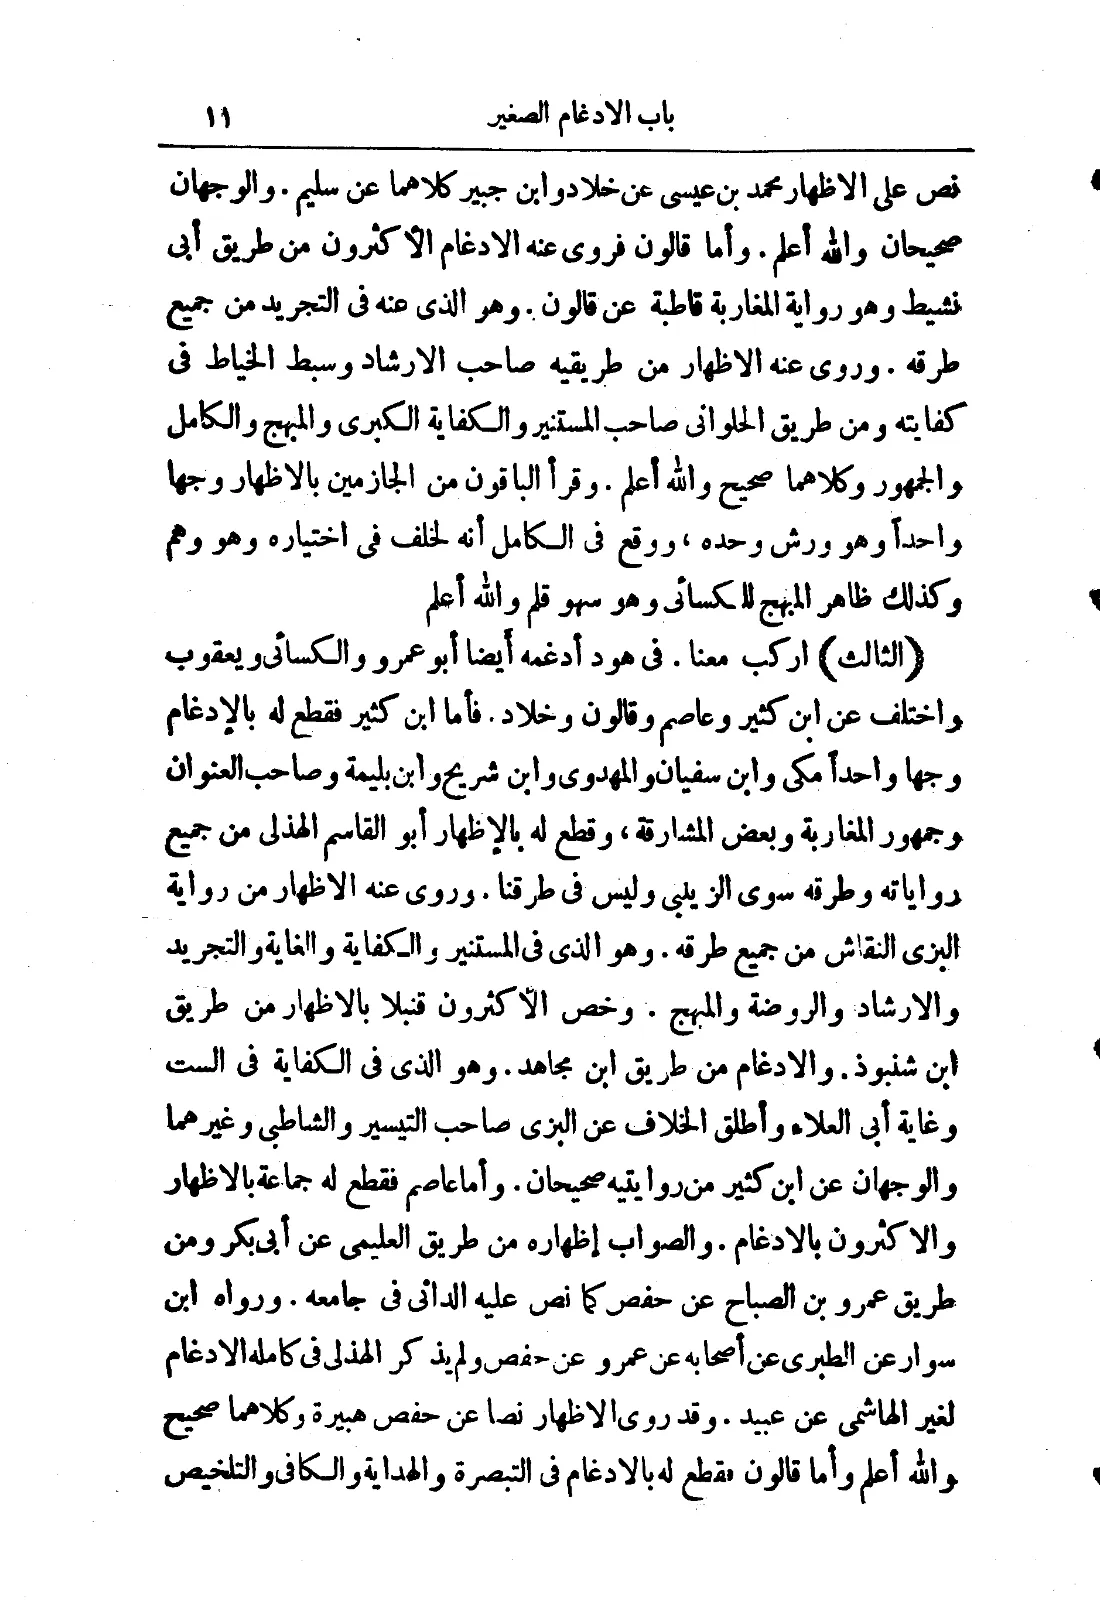 باب الادغام الصغير ١١
نص على الاظهار محمد بن عيسى عن خلاد وابن جبير كلاهما عن سليم . والوجهان
صحيحان والله أعلم . وأما قالون فروى عنه الادغام الأكثرون من طريق أبى
نشيط وهو رواية المغاربة قاطبة عن قالون . وهو الذى عنه فى التجريد من جميع
طرقه . وروى عنه الاظهار من طريقيه صاحب الارشاد وسبط الخياط فى
كفايته ومن طريق الحلوانى صاحب المستنير والكفاية الكبرى والمبهج والكامل
والجمهور وكلاهما صحيح والله أعلم . وقرأ الباقون من الجازمين بالاظهار وجها
واحداً وهو ورش وحده ، ووقع فى الكامل أنه لخلف فى اختياره وهو وهم
وكذلك ظاهر المبهج للكسائى وهو سهو قلم والله أعلم
(الثالث) اركب معنا . فى هود أدغمه أيضا أبو عمرو والكسائى ويعقوب
واختلف عن ابن كثير وعاصم وقالون وخلاد . فأما ابن كثير فقطع له بالإدغام
وجها واحداً مكى وابن سفيان والمهدوى وابن شريح وابن بليمة وصاحب العنوان
وجمهور المغاربة وبعض المشارقة ، وقطع له بالإظهار أبو القاسم الهذلى من جميع
رواياته وطرقه سوى الزينبى وليس فى طرقنا . وروى عنه الاظهار من رواية
البزى النقاش من جميع طرقه . وهو الذى فى المستنير والكفاية والغاية والتجريد
والارشاد والروضة والمبهج . وخص الأكثرون قنبلا بالاظهار من طريق
ابن شنبوذ . والادغام من طريق ابن مجاهد . وهو الذى فى الكفاية فى الست
وغاية أبى العلاء وأطلق الخلاف عن البزى صاحب التيسير والشاطبى وغيرهما
والوجهان عن ابن كثير من روايتيه صحيحان . وأما عاصم فقطع له جماعة بالاظهار
والاكثرون بالادغام . والصواب إظهاره من طريق العليمى عن أبى بكر ومن
طريق عمرو بن الصباح عن حفص كما نص عليه الدانى فى جامعه . ورواه ابن
سوار عن الطبرى عن أصحابه عن عمرو عن حفص ولم يذكر الهذلى فى كامله الادغام
لغير الهاشمى عن عبيد . وقد روى الاظهار نصا عن حفص هبيرة وكلاهما صحيح
والله أعلم وأما قالون فقطع له بالادغام فى التبصرة والهداية والكافى والتلخيص